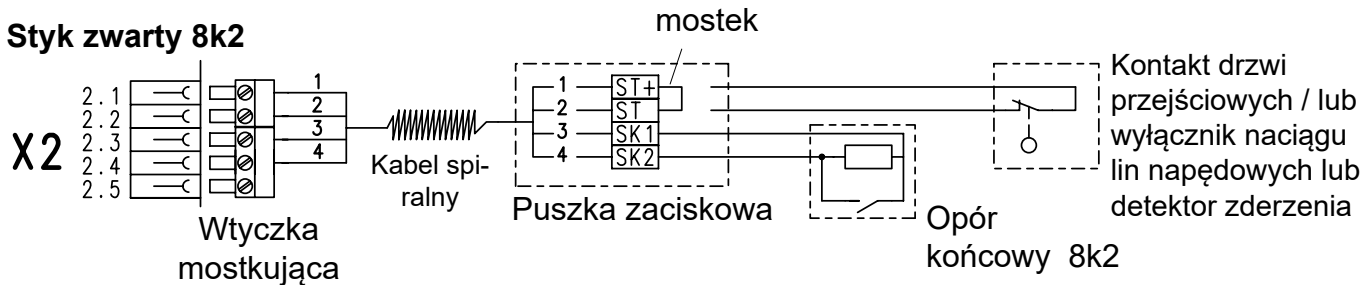 mostek
Styk zwarty 8k2
X2
2.1
2.2
2.3
2.4
2.5
1
2
3
4
Wtyczka
mostkująca
Kabel spi-
ralny
1 ST+
2 ST
3 SK1
4 SK2
Puszka zaciskowa
Opór
końcowy 8k2
Kontakt drzwi
przejściowych / lub
wyłącznik naciągu
lin napędowych lub
detektor zderzenia